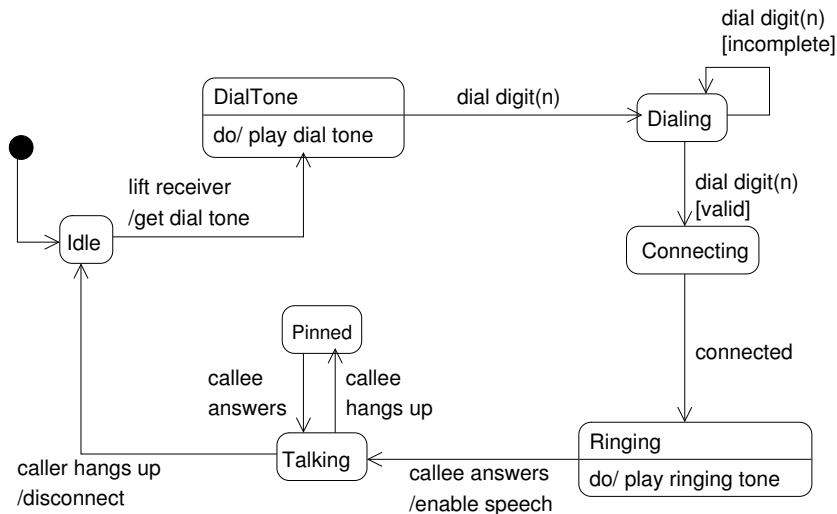 dial digit(n)
[incomplete]
DialTone
do/ play dial tone
dial digit(n)
Dialing
lift receiver
/get dial tone
dial digit(n)
[valid]
Idle
Connecting
Pinned
connected
callee
answers
callee
hangs up
Ringing
do/ play ringing tone
Talking
caller hangs up
/disconnect
callee answers
/enable speech